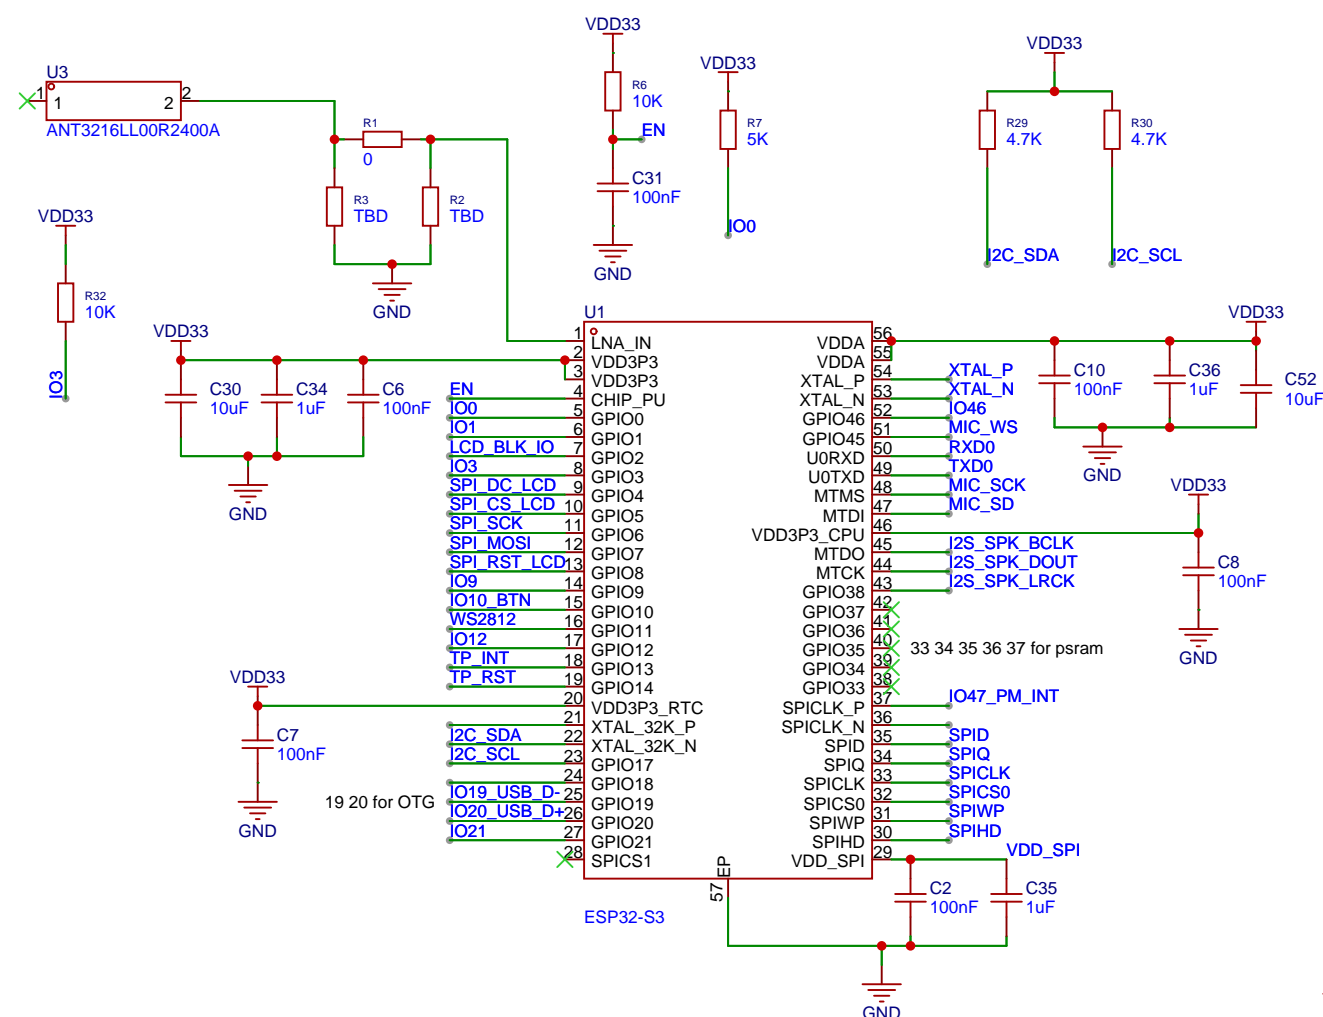 VDD33
VDD33
VDD33
U3
1
1
2
2
ANT3216LL00R2400A
R6
10K
EN
R7
5K
R29
4.7K
R30
4.7K
R1
0
C31
100nF
R3
TBD
R2
TBD
VDD33
IO0
I2C_SDA
I2C_SCL
GND
GND
R32
10K
IO3
VDD33
U1
VDD33
C30
10uF
C34
1uF
C6
100nF
GND
C10
100nF
C36
1uF
C52
10uF
GND
1 LNA_IN
2 VDD3P3
3 VDD3P3
EN 4 CHIP_PU
IO0 5 GPIO0
IO1 6 GPIO1
LCD_BLK_IO 7 GPIO2
IO3 8 GPIO3
SPI_DC_LCD 9 GPIO4
SPI_CS_LCD 10 GPIO5
SPI_SCK 11 GPIO6
SPI_MOSI 12 GPIO7
SPI_RST_LCD 13 GPIO8
IO9 14 GPIO9
IO10_BTN 15 GPIO10
WS2812 16 GPIO11
IO12 17 GPIO12
TP_INT 18 GPIO13
TP_RST 19 GPIO14
20 VDD3P3_RTC
21 XTAL_32K_P
I2C_SDA 22 XTAL_32K_N
I2C_SCL 23 GPIO17
24 GPIO18
IO19_USB_D- 25 GPIO19
IO20_USB_D+ 26 GPIO20
IO21 27 GPIO21
28 SPICS1
VDDA 56
VDDA 55
XTAL_P 54 XTAL_P
XTAL_N 53 XTAL_N
GPIO46 52 IO46
GPIO45 51 MIC_WS
U0RXD 50 RXD0
U0TXD 49 TXD0
MTMS 48 MIC_SCK
MTDI 47 MIC_SD
VDD3P3_CPU 46
MTDO 45 I2S_SPK_BCLK
MTCK 44 I2S_SPK_DOUT
GPIO38 43 I2S_SPK_LRCK
GPIO37 42
GPIO36 41
GPIO35 40
GPIO34 39
GPIO33 38
SPICLK_P 37 IO47_PM_INT
SPICLK_N 36
SPID 35 SPID
SPIQ 34 SPIQ
SPICLK 33 SPICLK
SPICS0 32 SPICS0
SPIWP 31 SPIWP
SPIHD 30 SPIHD
VDD_SPI 29
VDD_SPI
57 EP
33 34 35 36 37 for psram
VDD33
C8
100nF
GND
VDD33
C7
100nF
GND
19 20 for OTG
ESP32-S3
C2
100nF
C35
1uF
GND